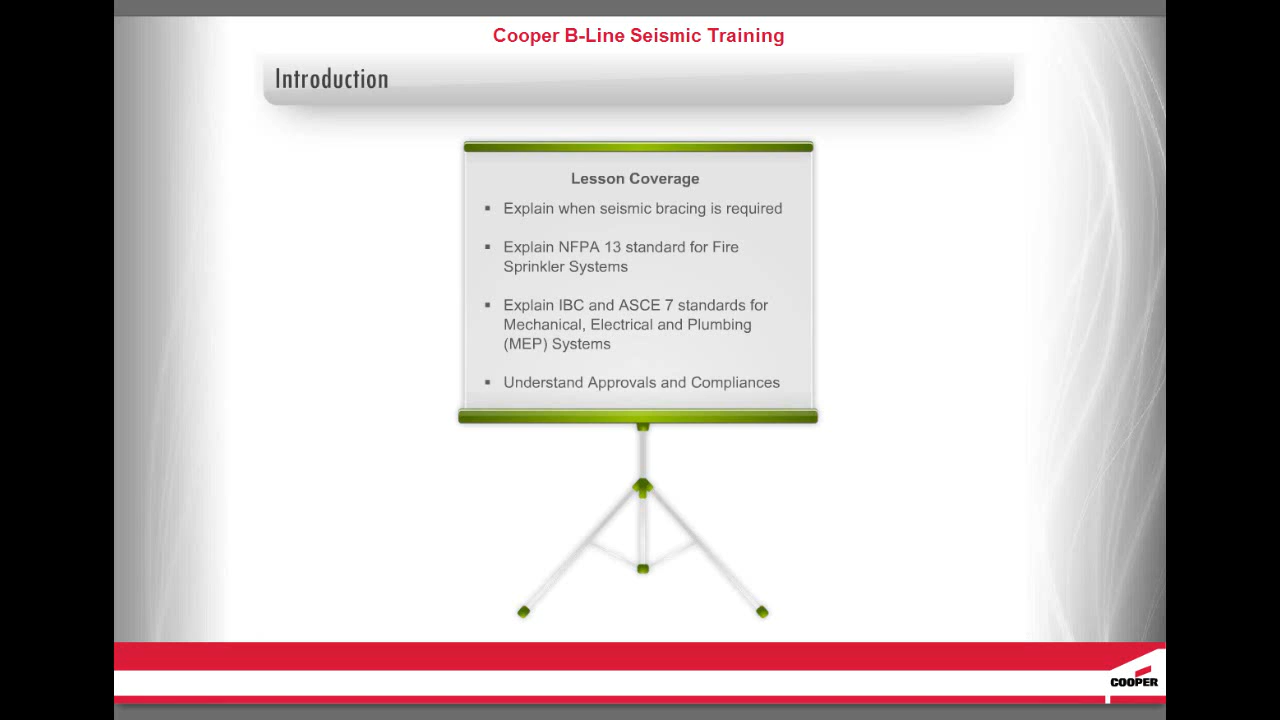 Cooper B-Line Seismic Training
Introduction
Lesson Coverage
▪ Explain when seismic bracing is required
▪ Explain NFPA 13 standard for Fire
Sprinkler Systems
▪ Explain IBC and ASCE 7 standards for
Mechanical, Electrical and Plumbing
(MEP) Systems
▪ Understand Approvals and Compliances
COOPER